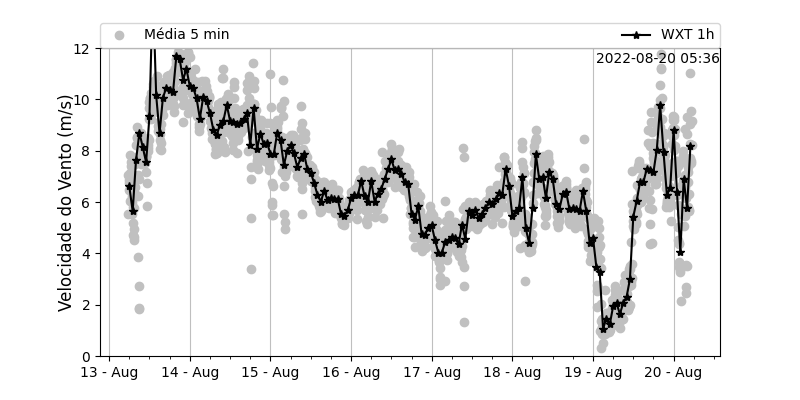 Média 5 min
WXT 1h
2022-08-20 05:36
Velocidade do Vento (m/s)
12
10
8
6
4
2
0
13 - Aug
14 - Aug
15 - Aug
16 - Aug
17 - Aug
18 - Aug
19 - Aug
20 - Aug